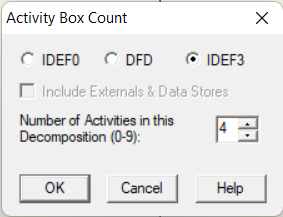 Activity Box Count
IDEF0 DFD IDEF3
Include Externals & Data Stores
Number of Activities in this
Decomposition (0-9):
4
OK Cancel Help